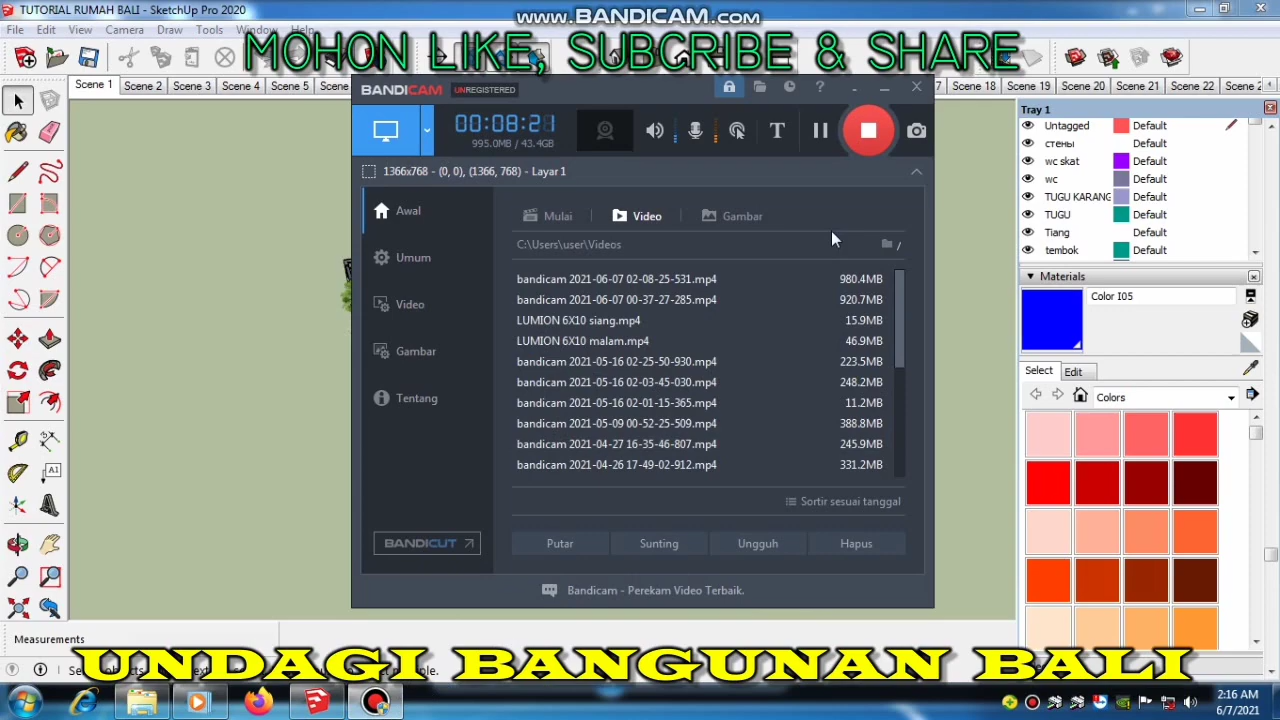 TUTORIAL RUMAH BALI - SketchUp Pro 2020
www.BANDICAM.com
File Edit View Camera Draw Tools
MOHON LIKE, SUBCRIBE & SHARE
Scene 1 Scene 2 Scene 3 Scene 4
Scene 18 Scene 19 Scene 20 Scene 21 Scene 22
BANDICAM UNREGISTERED
00:08:21
995.0MB / 43.4GB
1366x768 - (0, 0), (1366, 768) - Layar 1
Awal
Umum
Video
Gambar
Tentang
BANDICUT
Mulai Video Gambar
C:\Users\user\Videos
bandicam 2021-06-07 02-08-25-531.mp4 980.4MB
bandicam 2021-06-07 00-37-27-285.mp4 920.7MB
LUMION 6X10 siang.mp4 15.9MB
LUMION 6X10 malam.mp4 46.9MB
bandicam 2021-05-16 02-25-50-930.mp4 223.5MB
bandicam 2021-05-16 02-03-45-030.mp4 248.2MB
bandicam 2021-05-16 02-01-15-365.mp4 11.2MB
bandicam 2021-05-09 00-52-25-509.mp4 388.8MB
bandicam 2021-04-27 16-35-46-807.mp4 245.9MB
bandicam 2021-04-26 17-49-02-912.mp4 331.2MB
Sortir sesuai tanggal
Putar Sunting Ungguh Hapus
Bandicam - Perekam Video Terbaik.
Tray 1
Untagged Default
стены Default
wc skat Default
wc Default
TUGU KARANG Default
TUGU Default
Tiang Default
tembok Default
Materials
Color I05
Select Edit
Colors
Measurements
UNDAGI BANGUNAN BALI
2:16 AM
6/7/2021